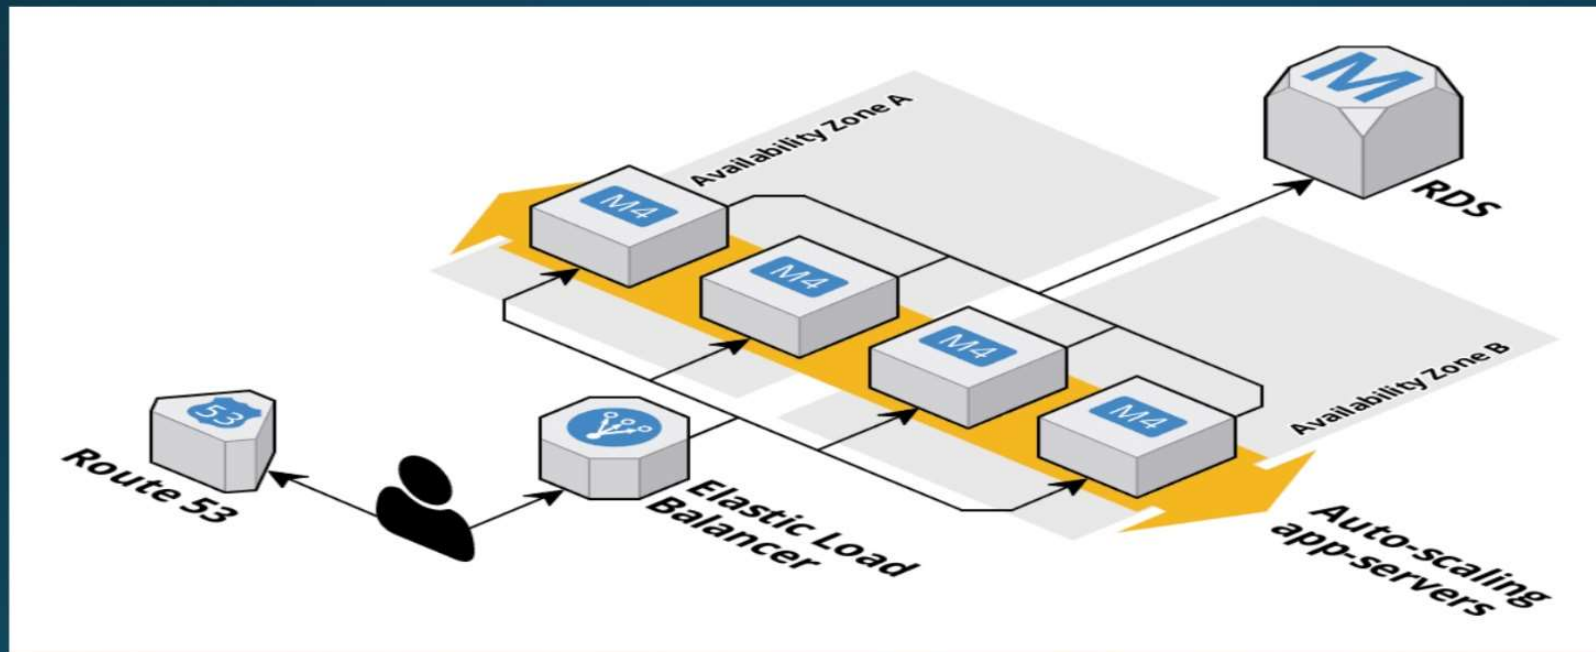 Availability Zone A
M
RDS
M4
M4
M4
M4
Availability Zone B
53
Route 53
Elastic Load
Balancer
Auto-scaling
app-servers